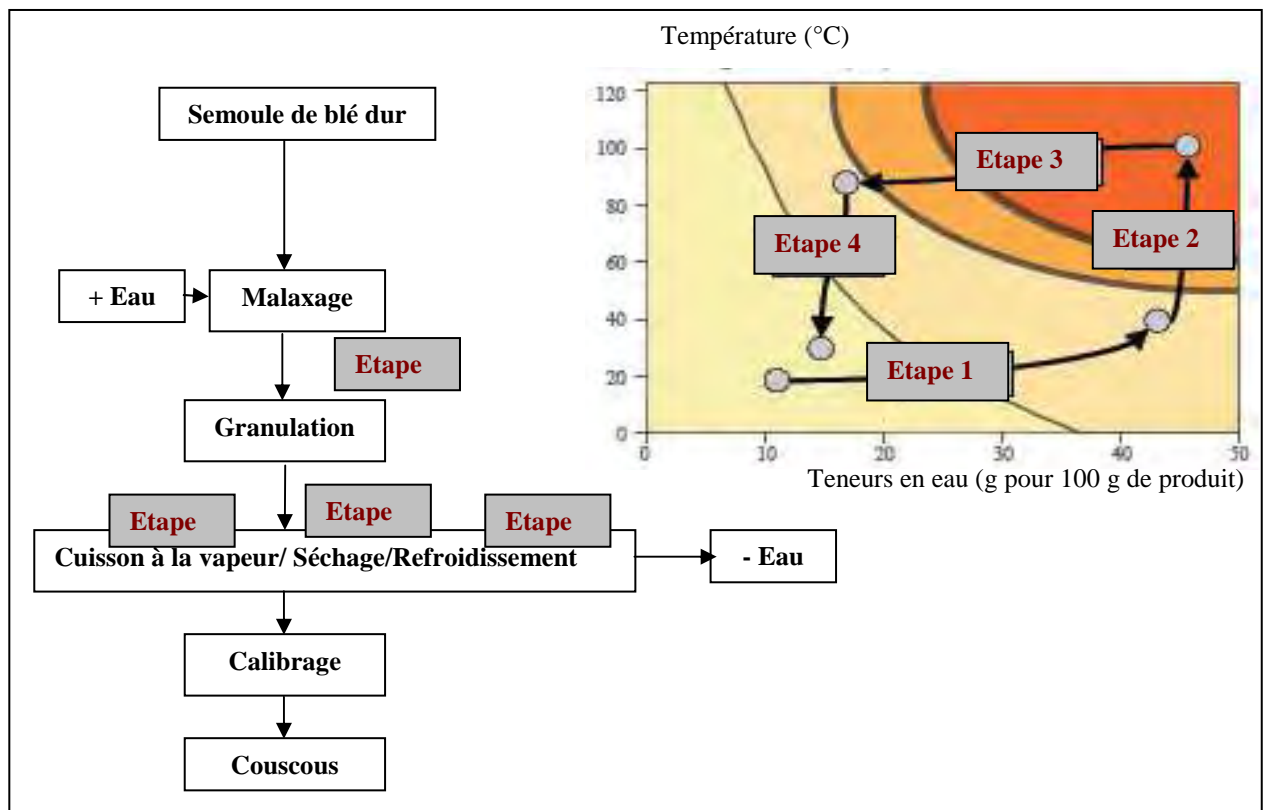 Température (°C)
Semoule de blé dur
+ Eau
Malaxage
Etape
Granulation
Etape
Etape
Etape
Cuisson à la vapeur/ Séchage/Refroidissement
- Eau
Calibrage
Couscous
120
100
80
60
40
20
0
Etape 3
Etape 4
Etape 2
Etape 1
0 10 20 30 40 50
Teneurs en eau (g pour 100 g de produit)